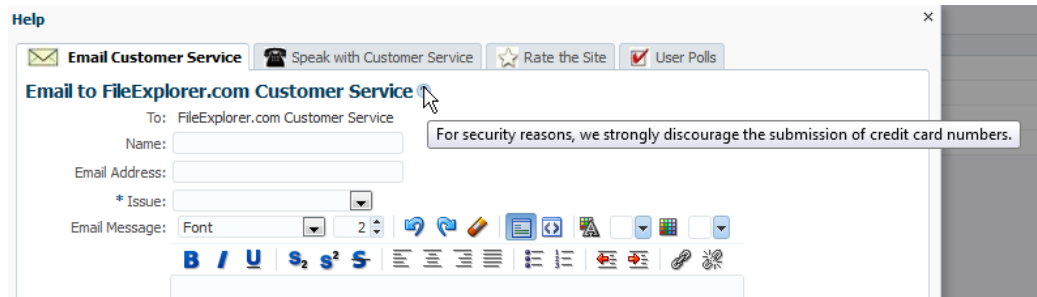 Help
Email Customer Service Speak with Customer Service Rate the Site User Polls
Email to FileExplorer.com Customer Service
To: FileExplorer.com Customer Service
For security reasons, we strongly discourage the submission of credit card numbers.
Name:
Email Address:
* Issue:
Email Message: Font 2
B I U S2 S2 S